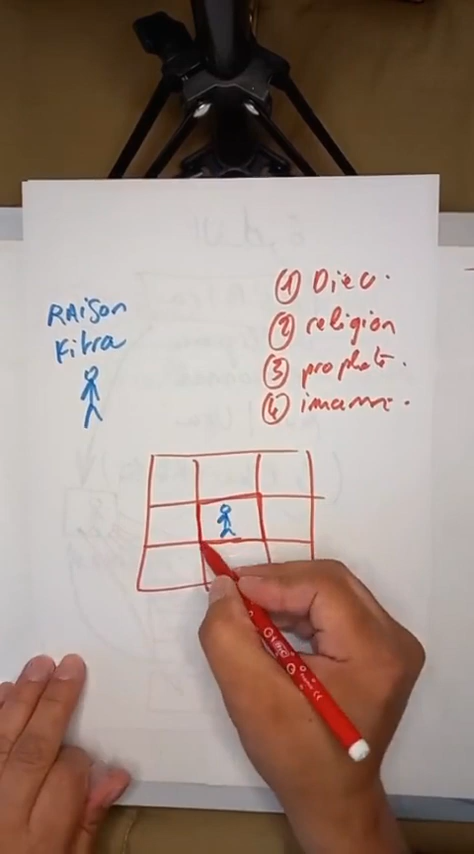 RAiSON
Fitra
① Dieu.
② religion
③ prophète.
④ imam.